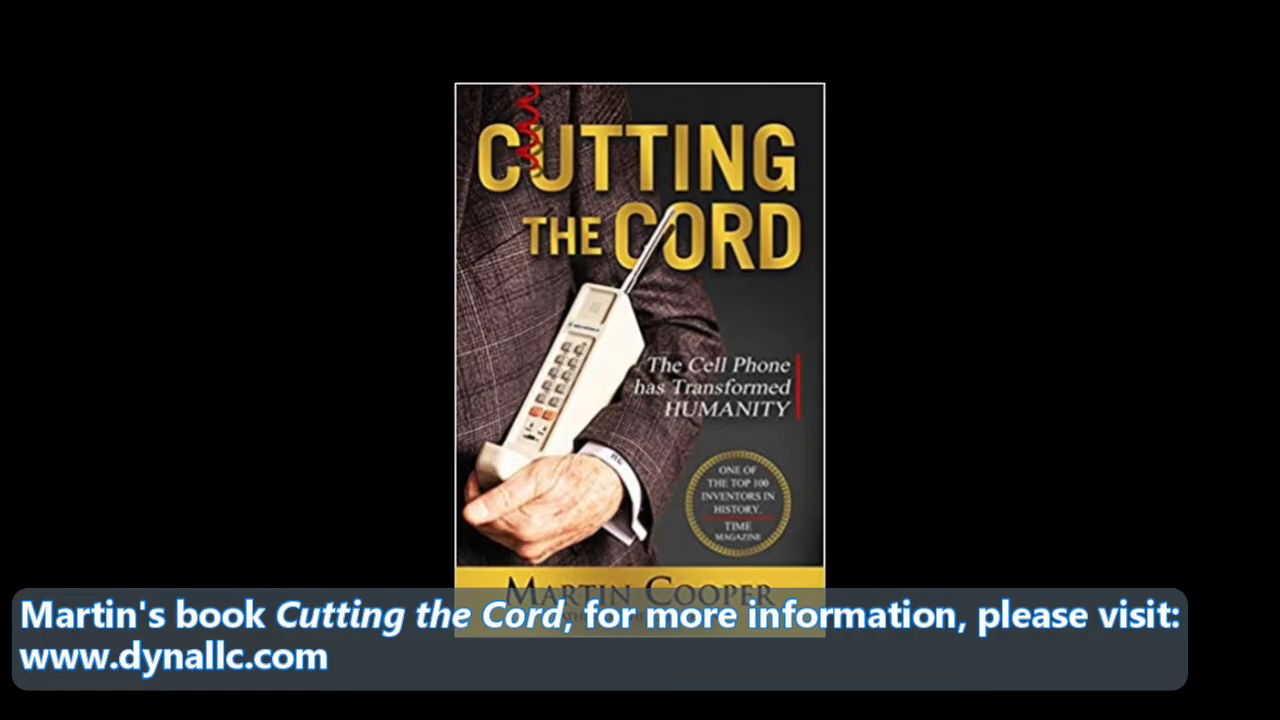 CUTTING
THE CORD
The Cell Phone
has Transformed
HUMANITY
ONE OF
THE TOP 100
INVENTORS IN
HISTORY.
TIME
MAGAZINE
MARTIN COOPER
Martin's book Cutting the Cord, for more information, please visit:
www.dynallc.com